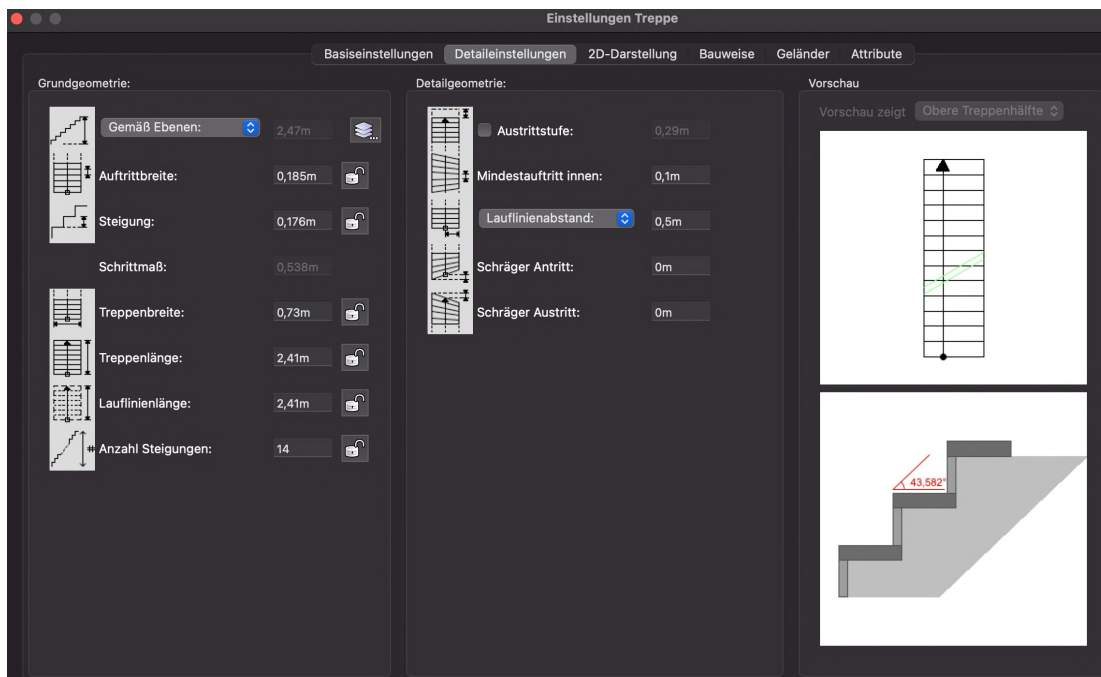 Einstellungen Treppe
Basiseinstellungen Detaileinstellungen 2D-Darstellung Bauweise Geländer Attribute
Grundgeometrie:
Gemäß Ebenen: 2,47m
Auftrittbreite: 0,185m
Steigung: 0,176m
Schrittmaß: 0,538m
Treppenbreite: 0,73m
Treppenlänge: 2,41m
Lauflinienlänge: 2,41m
# Anzahl Steigungen: 14
Detailgeometrie:
Austrittstufe: 0,29m
Mindestauftritt innen: 0,1m
Lauflinienabstand: 0,5m
Schräger Antritt: 0m
Schräger Austritt: 0m
Vorschau
Vorschau zeigt Obere Treppenhälfte
43,582°